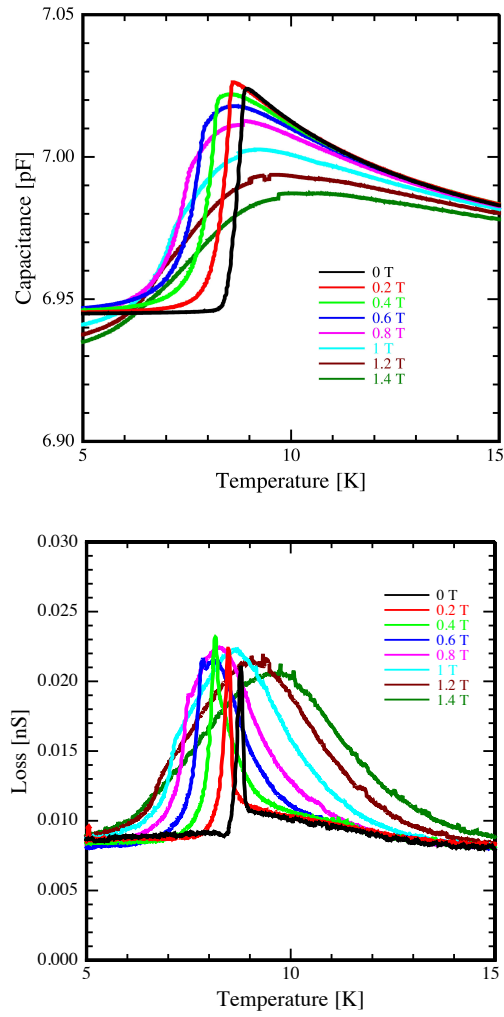 7.05
7.00
6.95
6.90
Capacitance [pF]
0 T
0.2 T
0.4 T
0.6 T
0.8 T
1 T
1.2 T
1.4 T
5
10
15
Temperature [K]
0.030
0.025
0.020
0.015
0.010
0.005
0.000
Loss [nS]
0 T
0.2 T
0.4 T
0.6 T
0.8 T
1 T
1.2 T
1.4 T
5
10
15
Temperature [K]